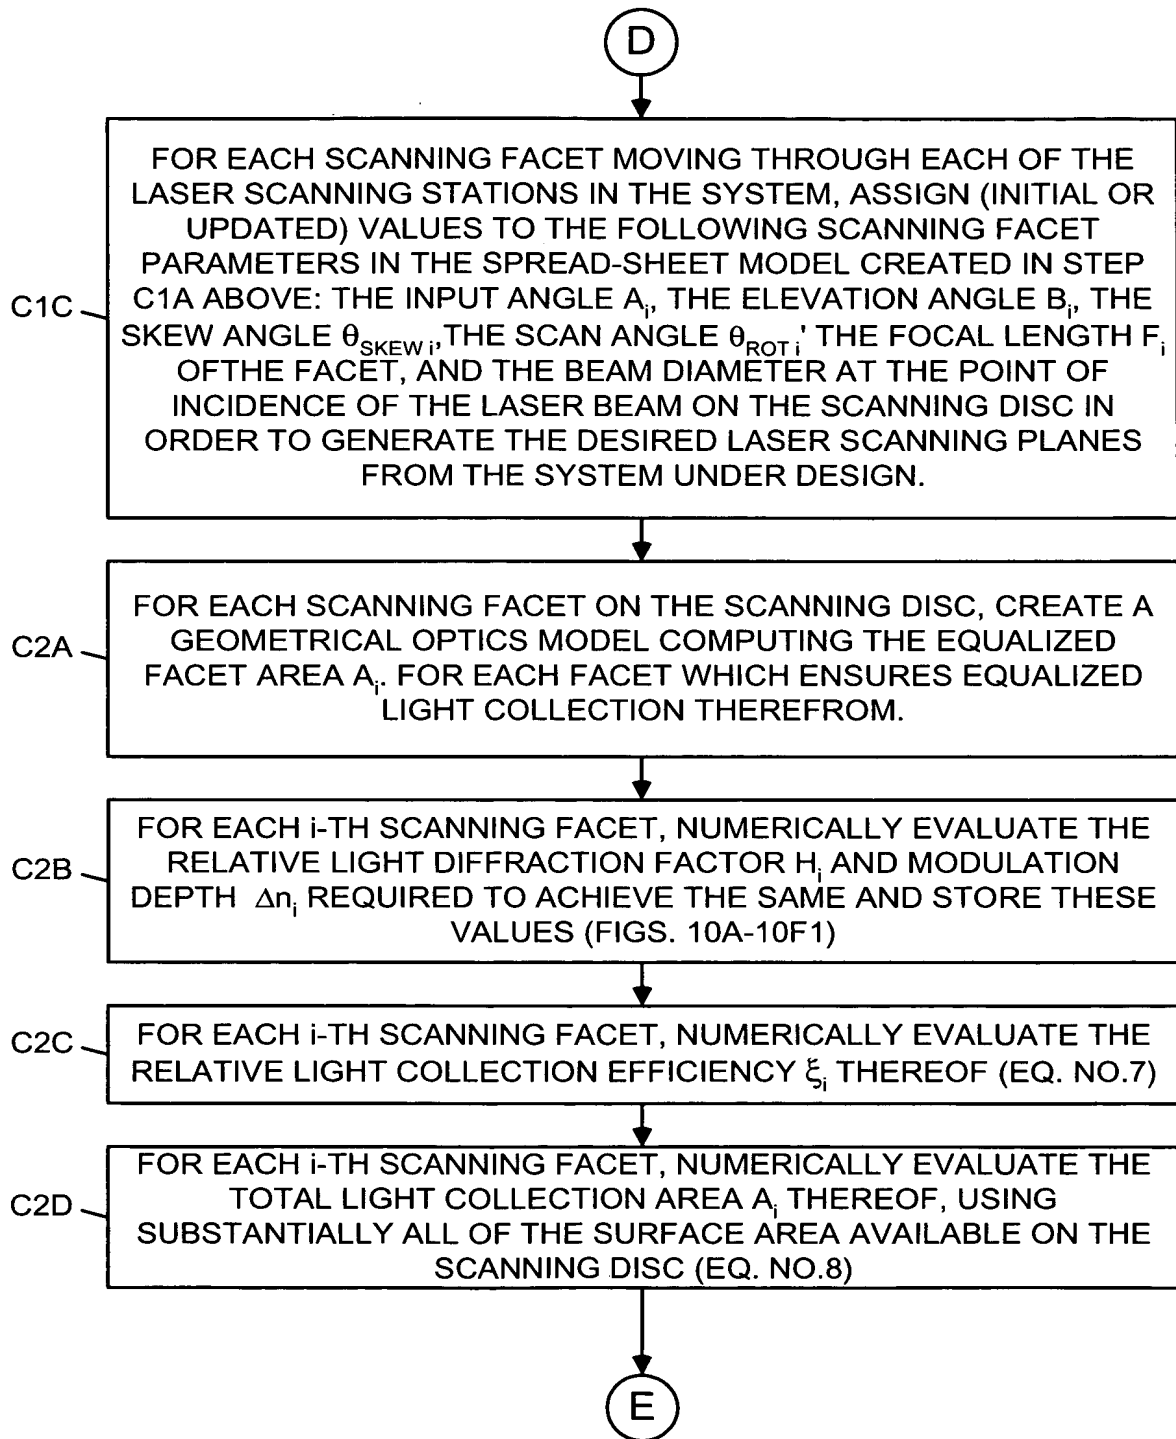 D
FOR EACH SCANNING FACET MOVING THROUGH EACH OF THE
LASER SCANNING STATIONS IN THE SYSTEM, ASSIGN (INITIAL OR
UPDATED) VALUES TO THE FOLLOWING SCANNING FACET
PARAMETERS IN THE SPREAD-SHEET MODEL CREATED IN STEP
C1C
C1A ABOVE: THE INPUT ANGLE Aᵢ, THE ELEVATION ANGLE Bᵢ, THE
SKEW ANGLE θSKEW i,THE SCAN ANGLE θROT i' THE FOCAL LENGTH Fᵢ
OFTHE FACET, AND THE BEAM DIAMETER AT THE POINT OF
INCIDENCE OF THE LASER BEAM ON THE SCANNING DISC IN
ORDER TO GENERATE THE DESIRED LASER SCANNING PLANES
FROM THE SYSTEM UNDER DESIGN.
C2A
FOR EACH SCANNING FACET ON THE SCANNING DISC, CREATE A
GEOMETRICAL OPTICS MODEL COMPUTING THE EQUALIZED
FACET AREA Aᵢ. FOR EACH FACET WHICH ENSURES EQUALIZED
LIGHT COLLECTION THEREFROM.
C2B
FOR EACH i-TH SCANNING FACET, NUMERICALLY EVALUATE THE
RELATIVE LIGHT DIFFRACTION FACTOR Hᵢ AND MODULATION
DEPTH Δnᵢ REQUIRED TO ACHIEVE THE SAME AND STORE THESE
VALUES (FIGS. 10A-10F1)
C2C
FOR EACH i-TH SCANNING FACET, NUMERICALLY EVALUATE THE
RELATIVE LIGHT COLLECTION EFFICIENCY ξᵢ THEREOF (EQ. NO.7)
C2D
FOR EACH i-TH SCANNING FACET, NUMERICALLY EVALUATE THE
TOTAL LIGHT COLLECTION AREA Aᵢ THEREOF, USING
SUBSTANTIALLY ALL OF THE SURFACE AREA AVAILABLE ON THE
SCANNING DISC (EQ. NO.8)
E